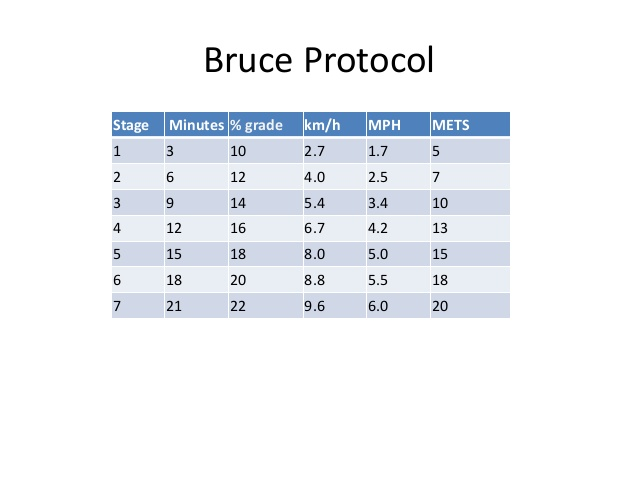 Bruce Protocol
Stage Minutes % grade km/h MPH METS
1 3 10 2.7 1.7 5
2 6 12 4.0 2.5 7
3 9 14 5.4 3.4 10
4 12 16 6.7 4.2 13
5 15 18 8.0 5.0 15
6 18 20 8.8 5.5 18
7 21 22 9.6 6.0 20